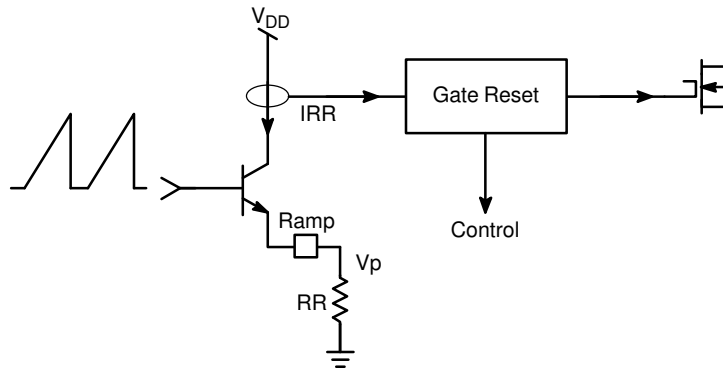 VDD
IRR
Gate Reset
Control
Ramp
Vp
RR